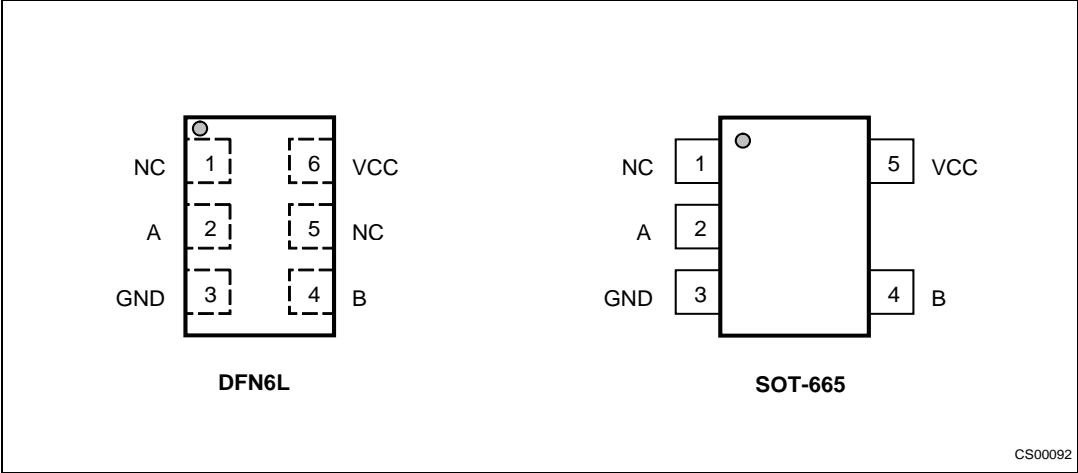 NC 1 6 VCC
A 2 5 NC
GND 3 4 B
DFN6L
NC 1 5 VCC
A 2
GND 3 4 B
SOT-665
CS00092